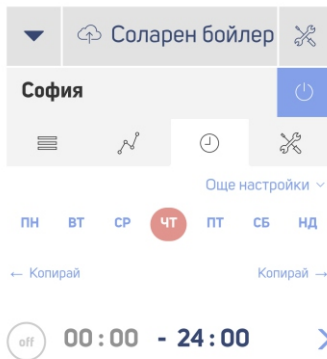 Соларен бойлер
София
Още настройки
ПН ВТ СР ЧТ ПТ СБ НД
← Копирай Копирай →
off 00:00 - 24:00